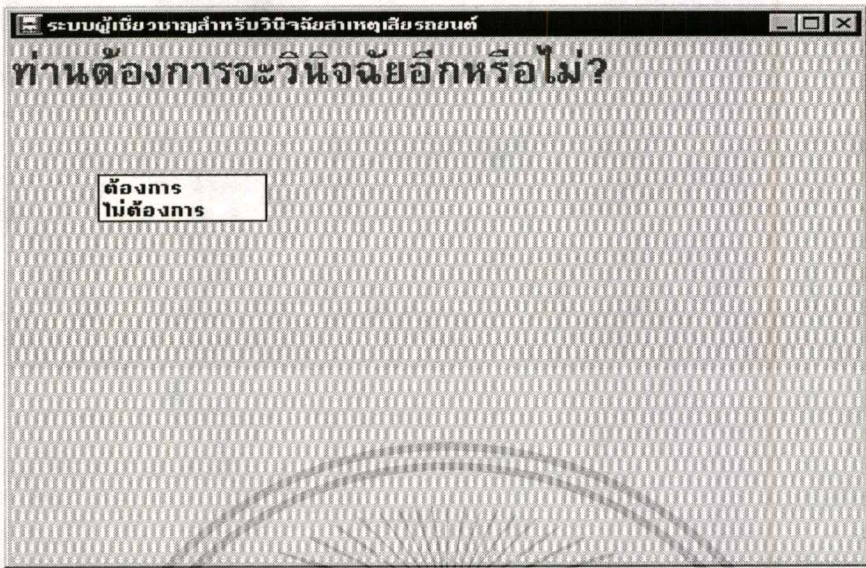 ระบบผู้เชี่ยวชาญสำหรับวินิจฉัยสาเหตุเสียรถยนต์
ท่านต้องการจะวินิจฉัยอีกหรือไม่?
ต้องการ
ไม่ต้องการ